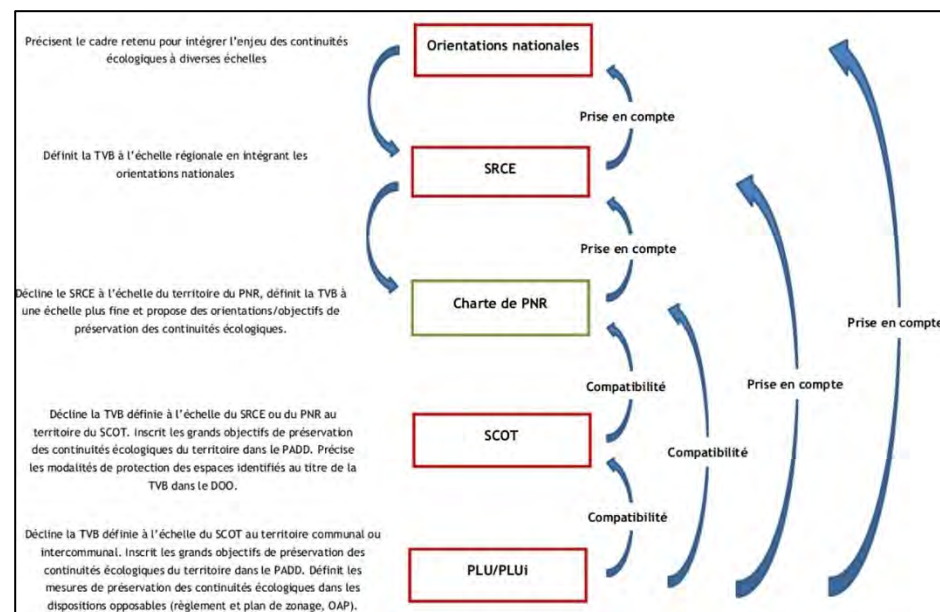 Précisent le cadre retenu pour intégrer l'enjeu des continuités
écologiques à diverses échelles
Orientations nationales
Prise en compte
Définit la TVB à l'échelle régionale en intégrant les
orientations nationales
SRCE
Prise en compte
Décline le SRCE à l'échelle du territoire du PNR, définit la TVB à
une échelle plus fine et propose des orientations/objectifs de
préservation des continuités écologiques.
Charte de PNR
Prise en compte
Compatibilité
Prise en compte
Décline la TVB définie à l'échelle du SRCE ou du PNR au
territoire du SCOT. Inscrit les grands objectifs de préservation
des continuités écologiques du territoire dans le PADD. Précise
les modalités de protection des espaces identifiés au titre de la
TVB dans le DOO.
SCOT
Compatibilité
Compatibilité
Décline la TVB définie à l'échelle du SCOT au territoire communal ou
intercommunal. Inscrit les grands objectifs de préservation des
continuités écologiques du territoire dans le PADD. Définit les
mesures de préservation des continuités écologiques dans les
dispositions opposables (règlement et plan de zonage, OAP).
PLU/PLUi